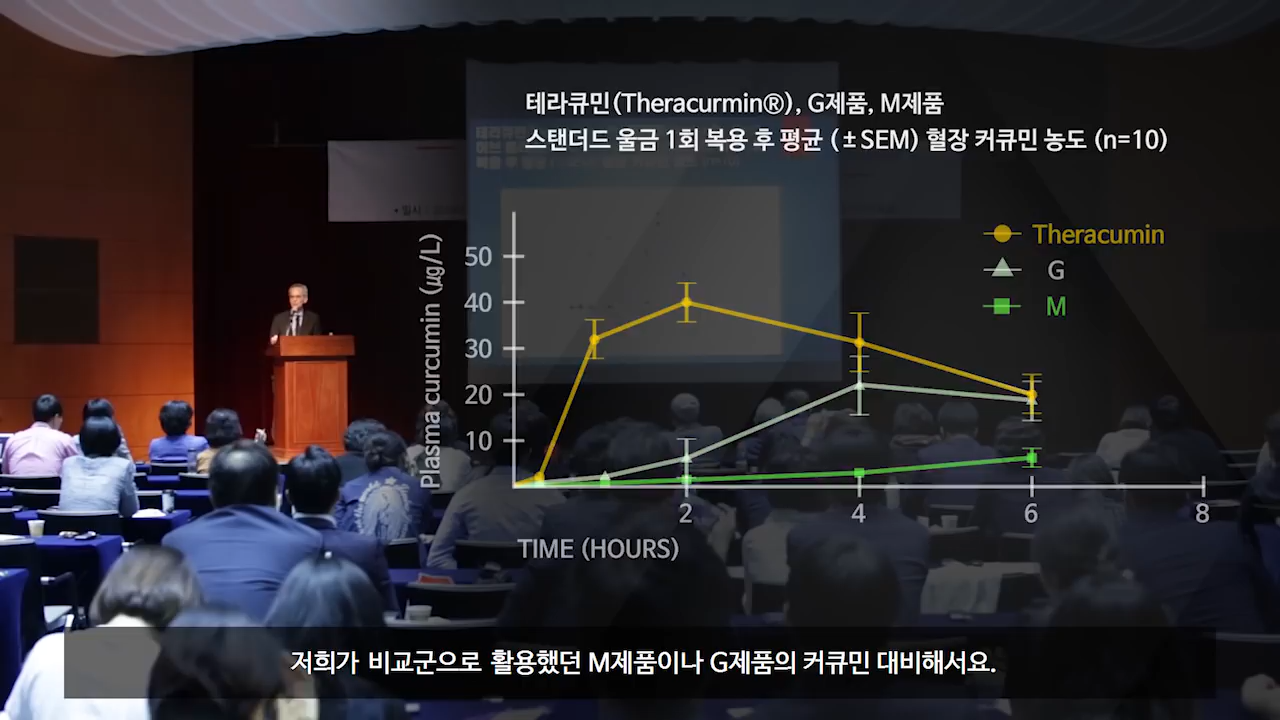 테라큐민(Theracurmin®), G제품, M제품
스탠더드 울금 1회 복용 후 평균 (±SEM) 혈장 커큐민 농도 (n=10)
Theracumin
G
M
Plasma curcumin (㎍/L)
50
40
30
20
10
2
4
6
8
TIME (HOURS)
• 일시
저희가 비교군으로 활용했던 M제품이나 G제품의 커큐민 대비해서요.